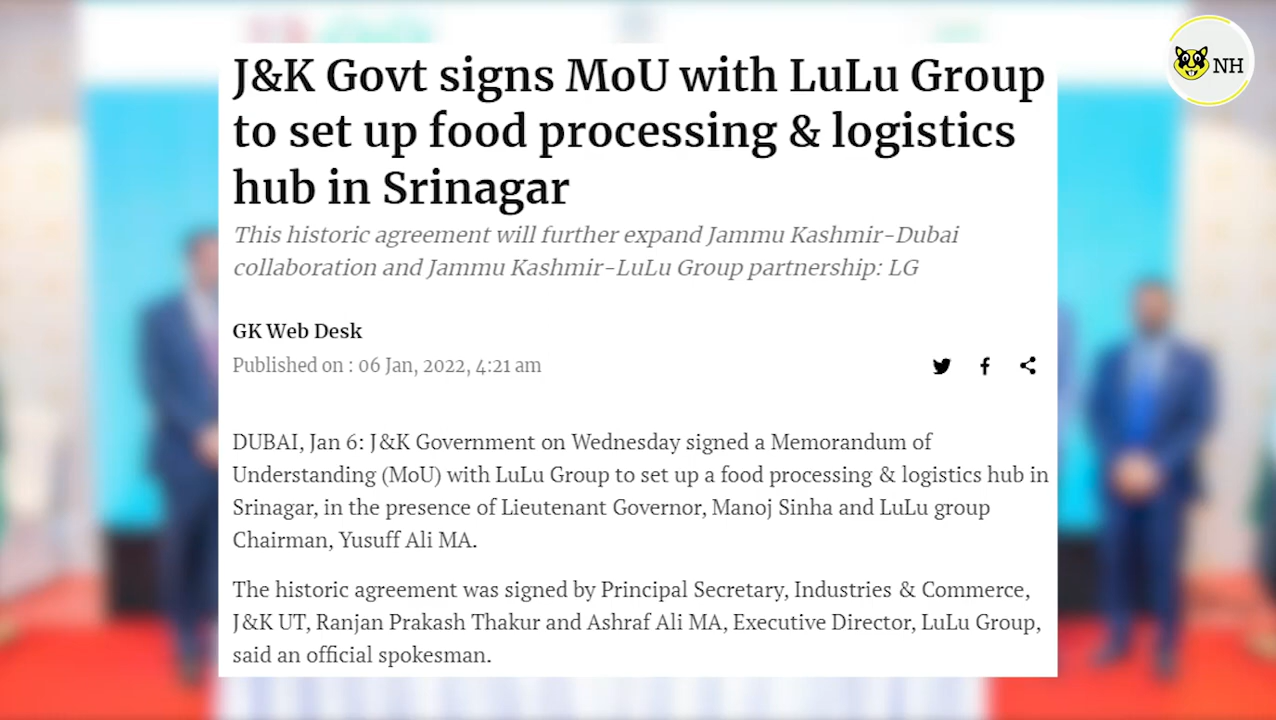 J&K Govt signs MoU with LuLu Group
to set up food processing & logistics
hub in Srinagar
This historic agreement will further expand Jammu Kashmir-Dubai
collaboration and Jammu Kashmir-LuLu Group partnership: LG
GK Web Desk
Published on : 06 Jan, 2022, 4:21 am
DUBAI, Jan 6: J&K Government on Wednesday signed a Memorandum of
Understanding (MoU) with LuLu Group to set up a food processing & logistics hub in
Srinagar, in the presence of Lieutenant Governor, Manoj Sinha and LuLu group
Chairman, Yusuff Ali MA.
The historic agreement was signed by Principal Secretary, Industries & Commerce,
J&K UT, Ranjan Prakash Thakur and Ashraf Ali MA, Executive Director, LuLu Group,
said an official spokesman.
NH